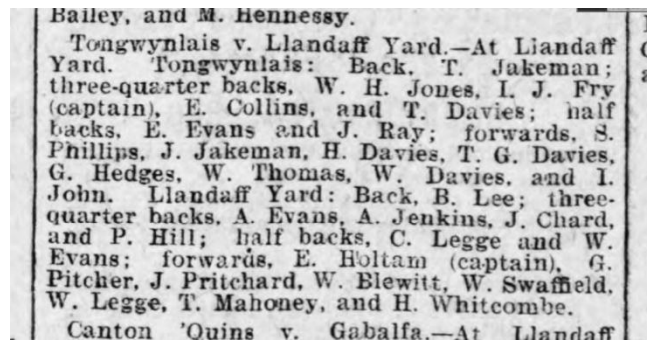 Bailey, and M. Hennessy.
Tongwynlais v. Llandaff Yard.—At Liandaff
Yard. Tongwynlais: Back, T. Jakeman;
three-quarter backs, W. H. Jones, I. J. Fry
(captain), E. Collins, and T. Davies; half
backs, E. Evans and J. Ray; forwards, S.
Phillips, J. Jakeman, H. Davies, T. G. Davies,
G. Hedges, W. Thomas, W. Davies, and I.
John. Llandaff Yard: Back, B. Lee; three-
quarter backs, A. Evans, A. Jenkins, J. Chard,
and P. Hill; half backs, C. Legge and W.
Evans; forwards, E. Holtam (captain), G.
Pitcher, J. Pritchard, W. Blewitt, W. Swaffield,
W. Legge, T. Mahoney, and H. Whitcombe.
Canton 'Quins v. Gabalfa.—At Llandaff